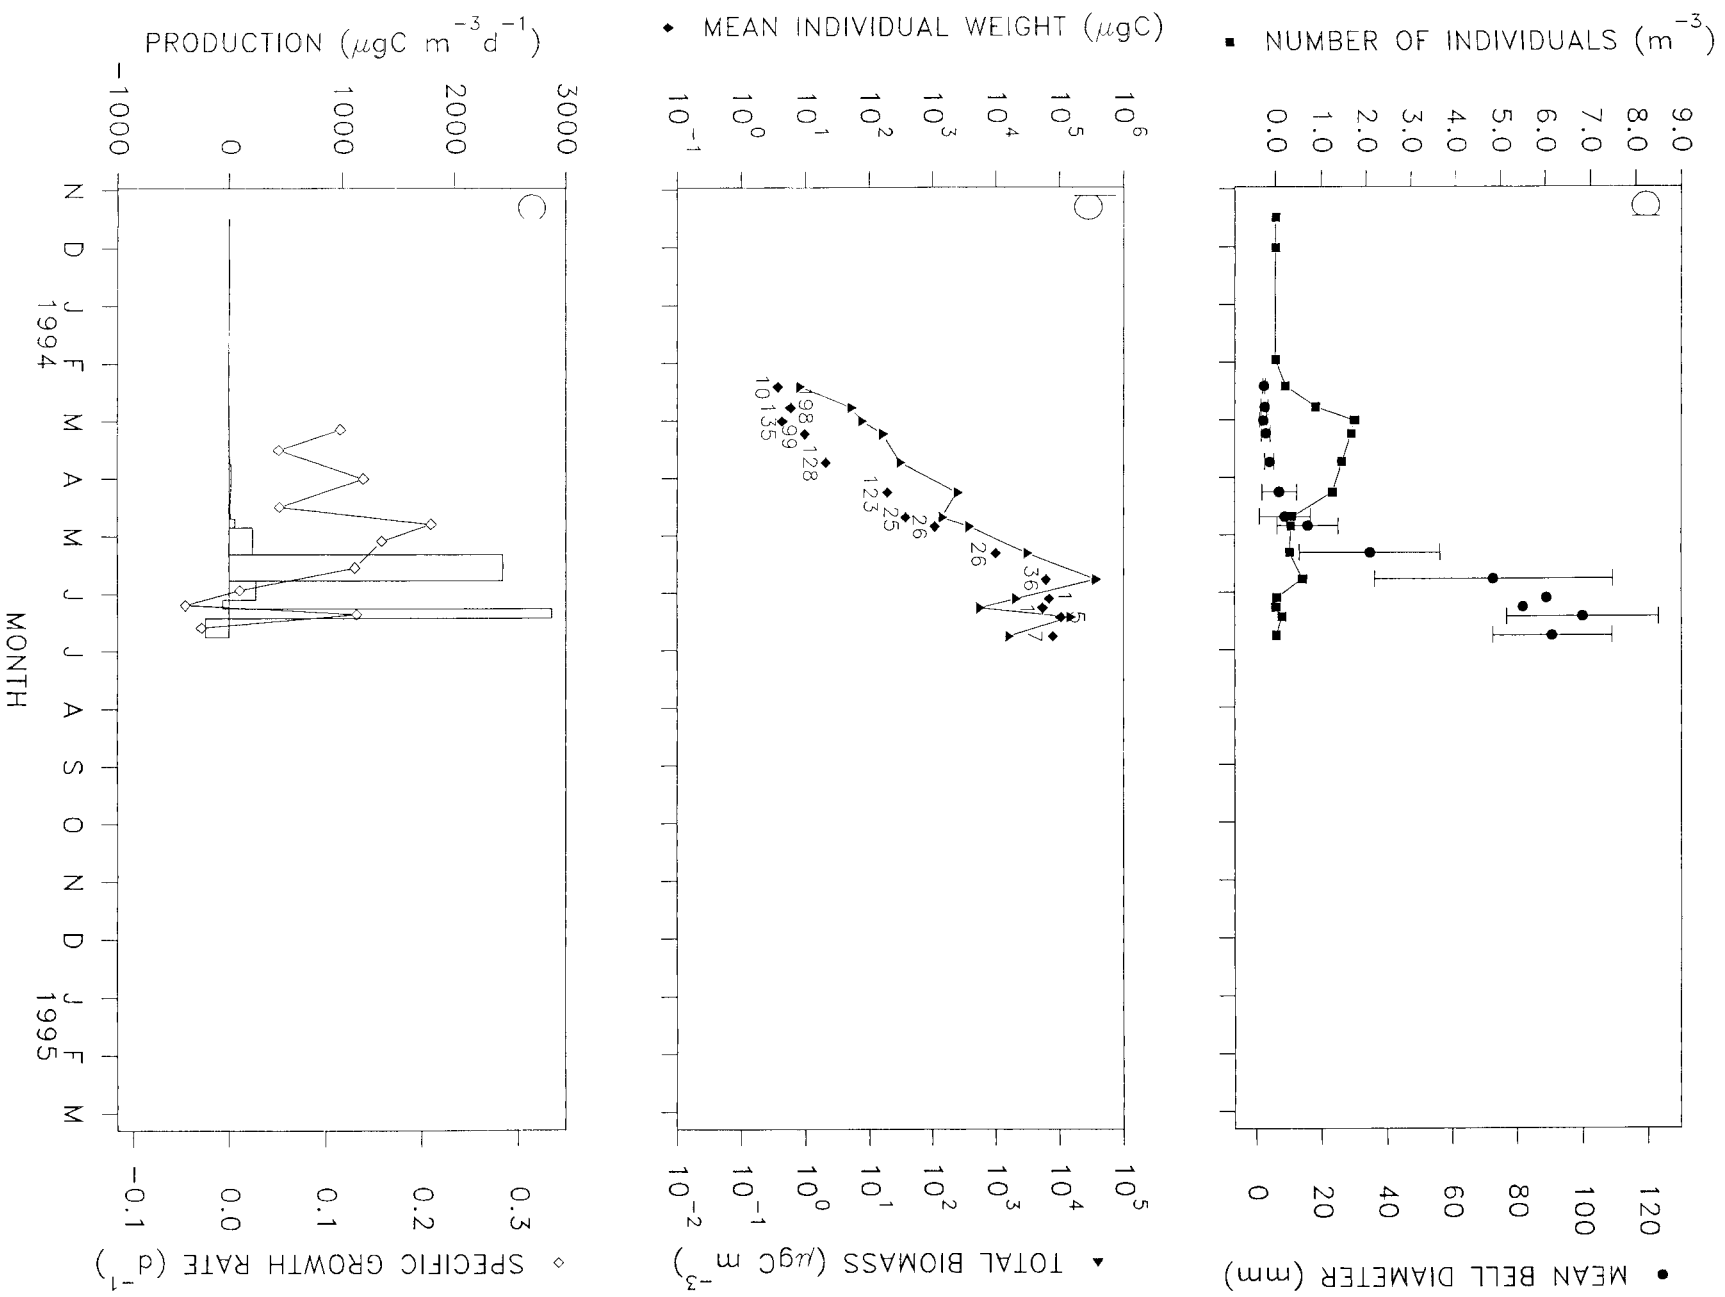 ■ NUMBER OF INDIVIDUALS (m⁻³)
0.0 1.0 2.0 3.0 4.0 5.0 6.0 7.0 8.0 9.0
a
0 20 40 60 80 100 120
● MEAN BELL DIAMETER (mm)
◆ MEAN INDIVIDUAL WEIGHT (μgC)
10⁻¹ 10⁰ 10¹ 10² 10³ 10⁴ 10⁵ 10⁶
b
10 198 135 99 128 123 25 26 26 36 1 1 5 7
10⁻² 10⁻¹ 10⁰ 10¹ 10² 10³ 10⁴ 10⁵
▲ TOTAL BIOMASS (μgC m⁻³)
PRODUCTION (μgC m⁻³d⁻¹)
-1000 0 1000 2000 3000
c
-0.1 0.0 0.1 0.2 0.3
◇ SPECIFIC GROWTH RATE (d⁻¹)
N D J F M A M J J A S O N D J F M
1994 1995
MONTH